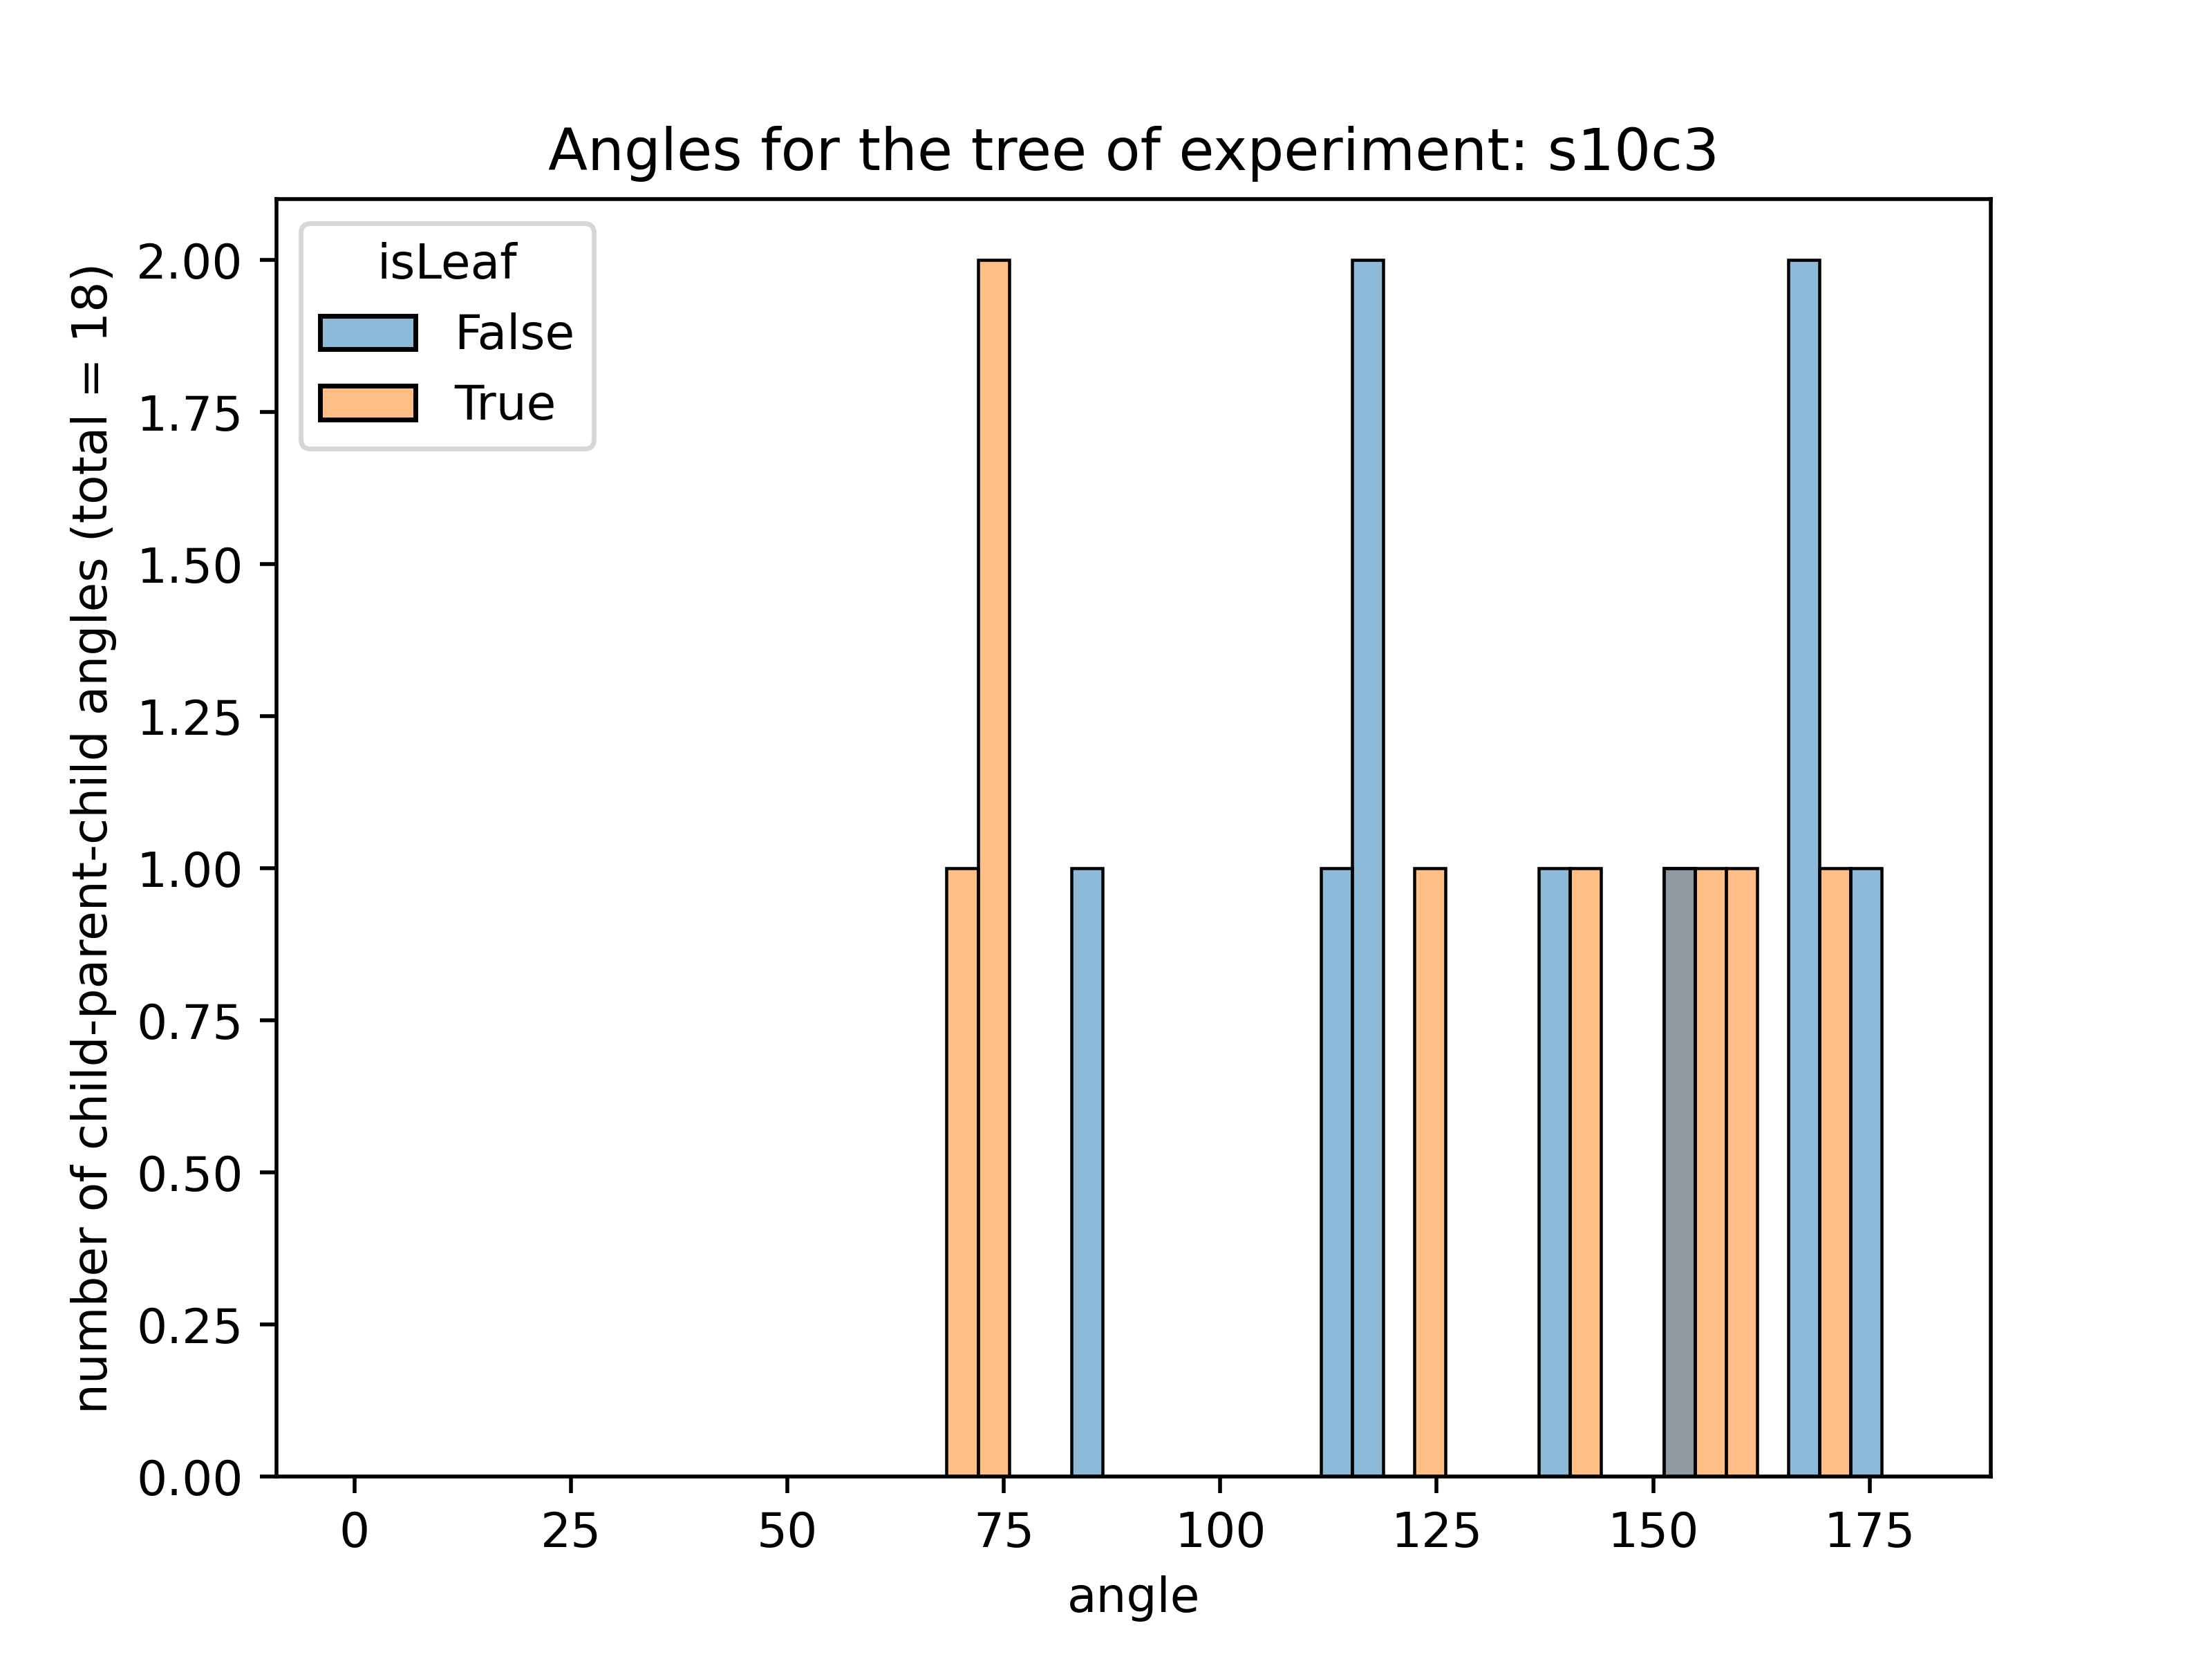 Angles for the tree of experiment: s10c3
number of child-parent-child angles (total = 18)
2.00
1.75
1.50
1.25
1.00
0.75
0.50
0.25
0.00
isLeaf
False
True
0 25 50 75 100 125 150 175
angle